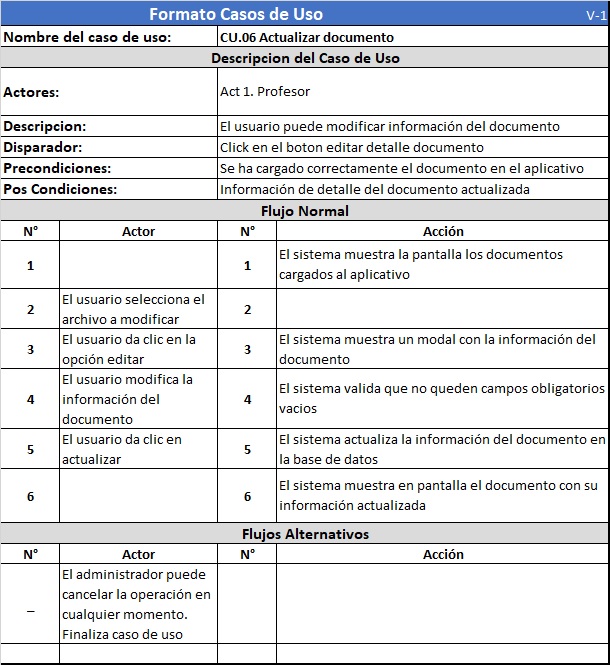 Formato Casos de Uso V-1
Nombre del caso de uso: CU.06 Actualizar documento
Descripcion del Caso de Uso
Actores: Act 1. Profesor
Descripcion: El usuario puede modificar información del documento
Disparador: Click en el boton editar detalle documento
Precondiciones: Se ha cargado correctamente el documento en el aplicativo
Pos Condiciones: Información de detalle del documento actualizada
Flujo Normal
N° Actor N° Acción
1 1 El sistema muestra la pantalla los documentos
cargados al aplicativo
2 El usuario selecciona el
archivo a modificar
2
3 El usuario da clic en la
opción editar
3 El sistema muestra un modal con la información del
documento
4 El usuario modifica la
información del
documento
4 El sistema valida que no queden campos obligatorios
vacios
5 El usuario da clic en
actualizar
5 El sistema actualiza la información del documento en
la base de datos
6 6 El sistema muestra en pantalla el documento con su
información actualizada
Flujos Alternativos
N° Actor N° Acción
_ El administrador puede
cancelar la operación en
cualquier momento.
Finaliza caso de uso